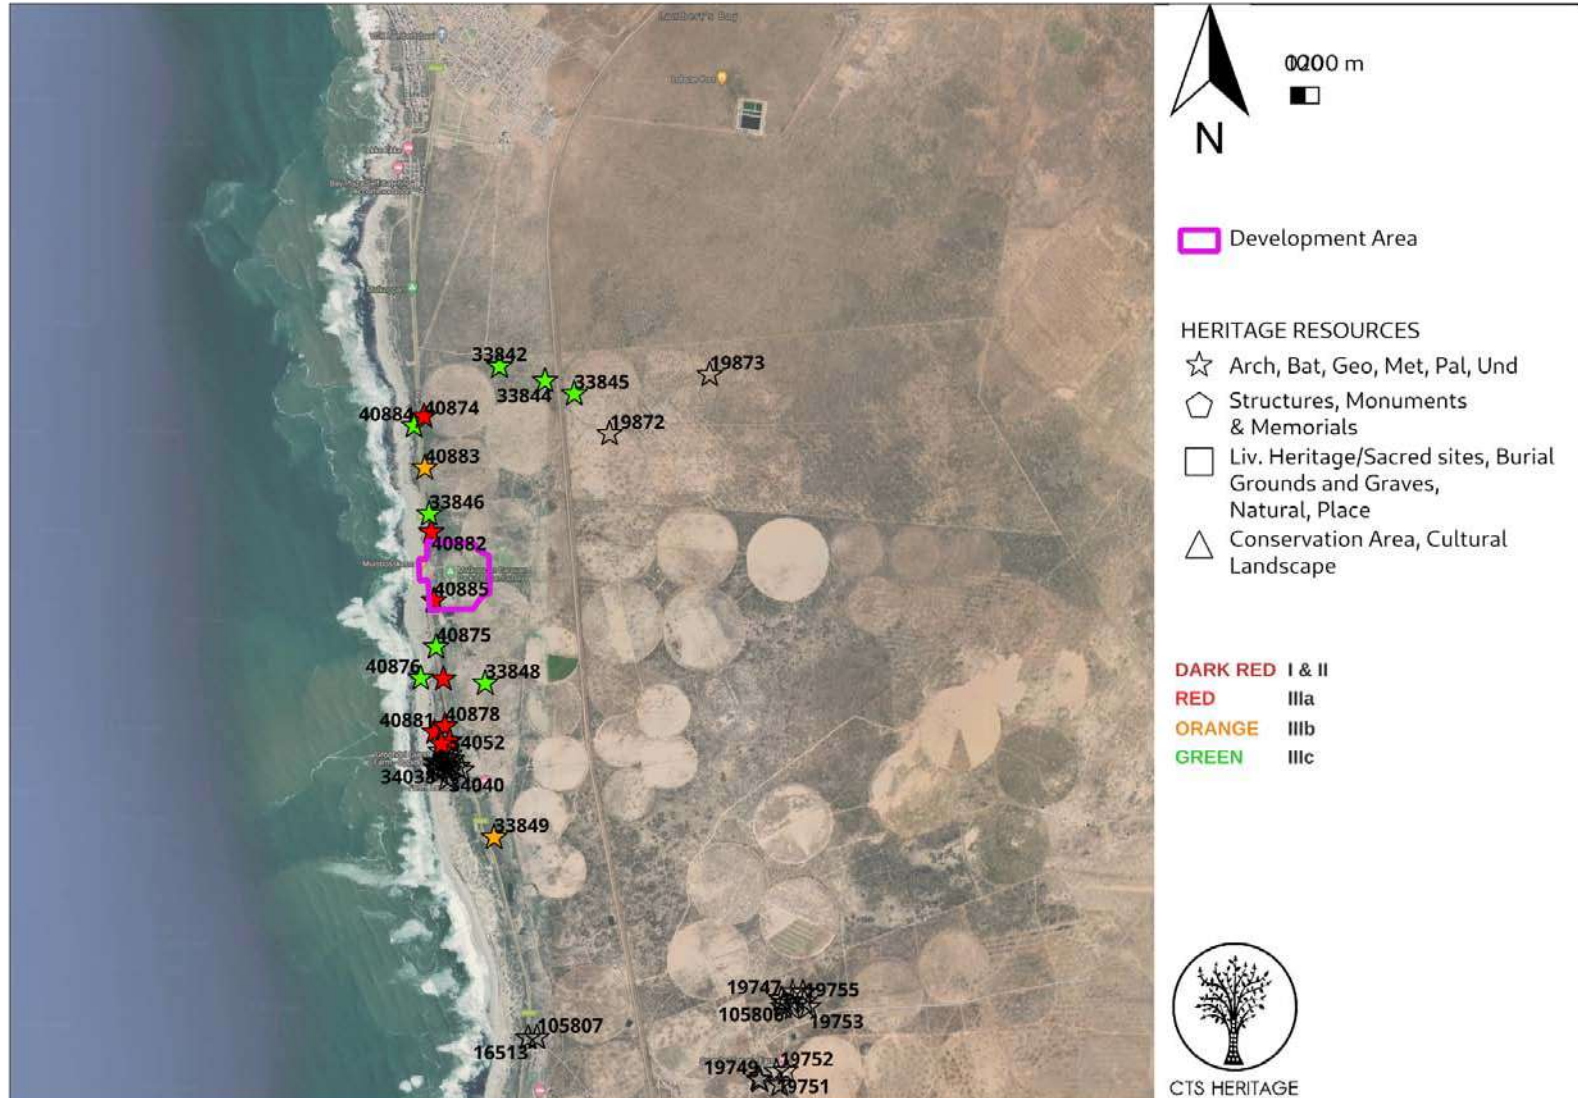 Lambert's Bay
33842
33844
33845
19873
19872
40884
40874
40883
33846
40882
40885
40875
40876
33848
40881
40878
34052
34040
33849
19747
19755
105806
19753
105807
16513
19752
19749
19751
N
Development Area
HERITAGE RESOURCES
Arch, Bat, Geo, Met, Pal, Und
Structures, Monuments
& Memorials
Liv. Heritage/Sacred sites, Burial
Grounds and Graves,
Natural, Place
Conservation Area, Cultural
Landscape
DARK RED I & II
RED IIIa
ORANGE IIIb
GREEN IIIc
CTS HERITAGE